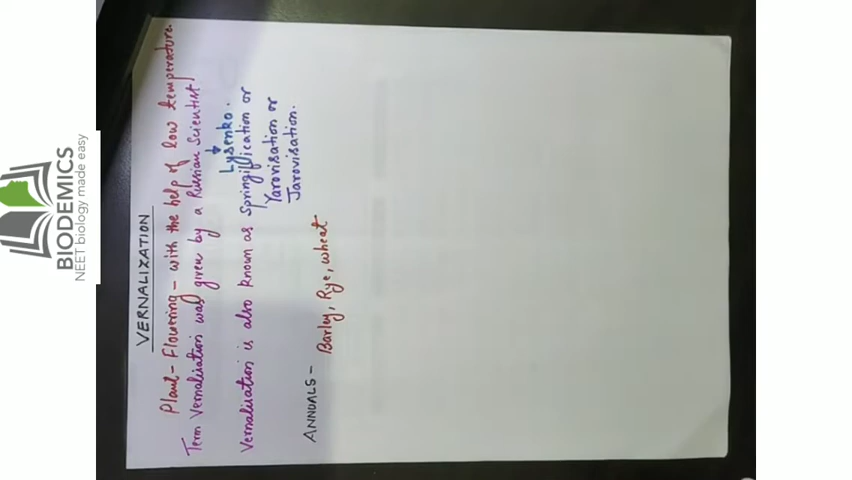 BIODEMICS
NEET biology made easy
VERNALIZATION
Plant - Flowering - with the help of low temperature.
Term Vernalisation was given by a Russian Scientist
Lysenko.
Vernalisation is also known as Springification or
Yarovisation or
Jarovisation.
ANNUALS -
Barley, Rye, wheat